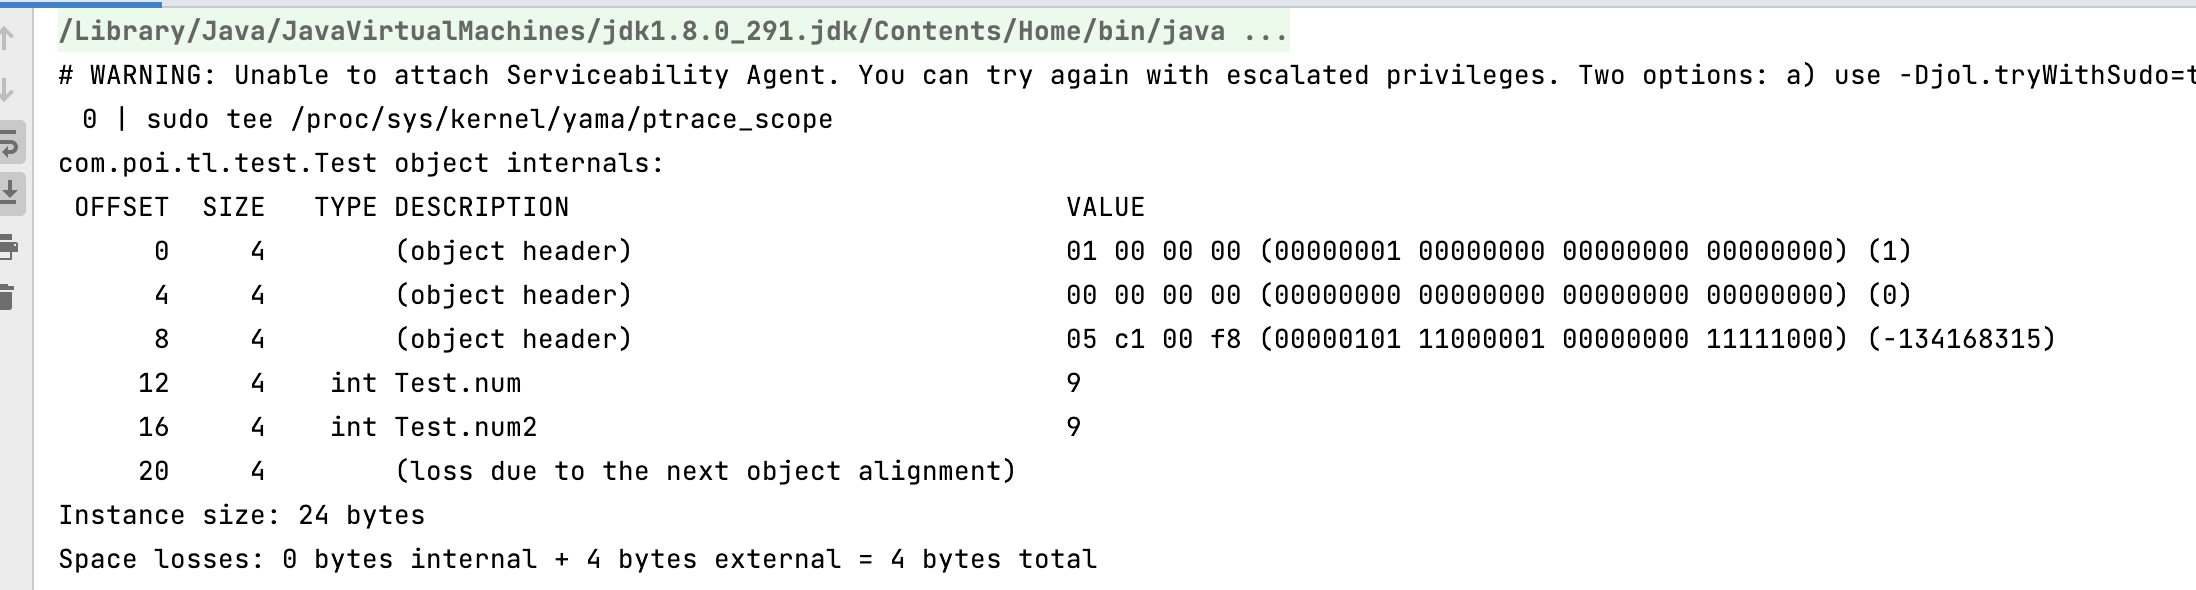 /Library/Java/JavaVirtualMachines/jdk1.8.0_291.jdk/Contents/Home/bin/java ...
# WARNING: Unable to attach Serviceability Agent. You can try again with escalated privileges. Two options: a) use -Djol.tryWithSudo=t
 0 | sudo tee /proc/sys/kernel/yama/ptrace_scope
com.poi.tl.test.Test object internals:
 OFFSET  SIZE   TYPE DESCRIPTION                               VALUE
      0     4        (object header)                           01 00 00 00 (00000001 00000000 00000000 00000000) (1)
      4     4        (object header)                           00 00 00 00 (00000000 00000000 00000000 00000000) (0)
      8     4        (object header)                           05 c1 00 f8 (00000101 11000001 00000000 11111000) (-134168315)
     12     4    int Test.num                                  9
     16     4    int Test.num2                                 9
     20     4        (loss due to the next object alignment)
Instance size: 24 bytes
Space losses: 0 bytes internal + 4 bytes external = 4 bytes total